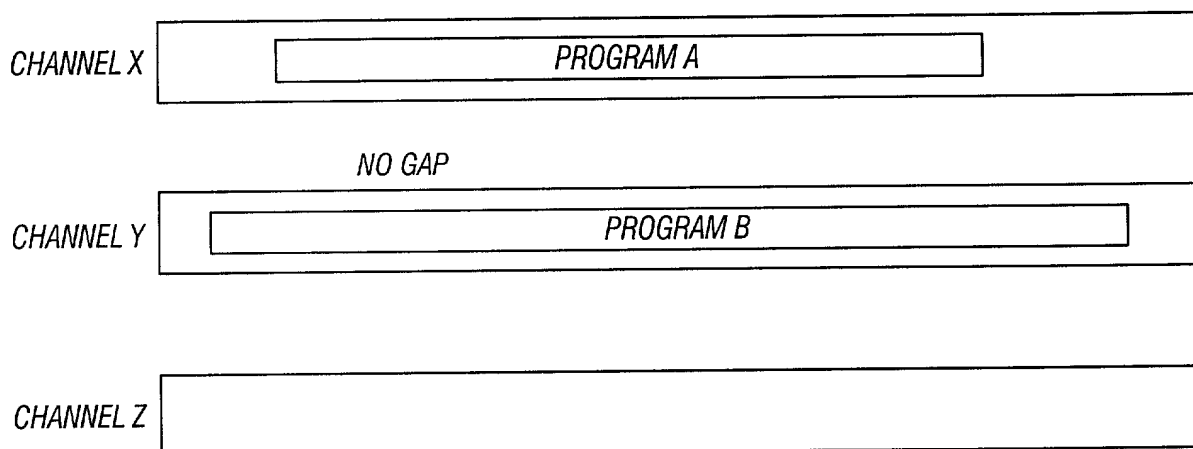 CHANNEL X
PROGRAM A
NO GAP
CHANNEL Y
PROGRAM B
CHANNEL Z